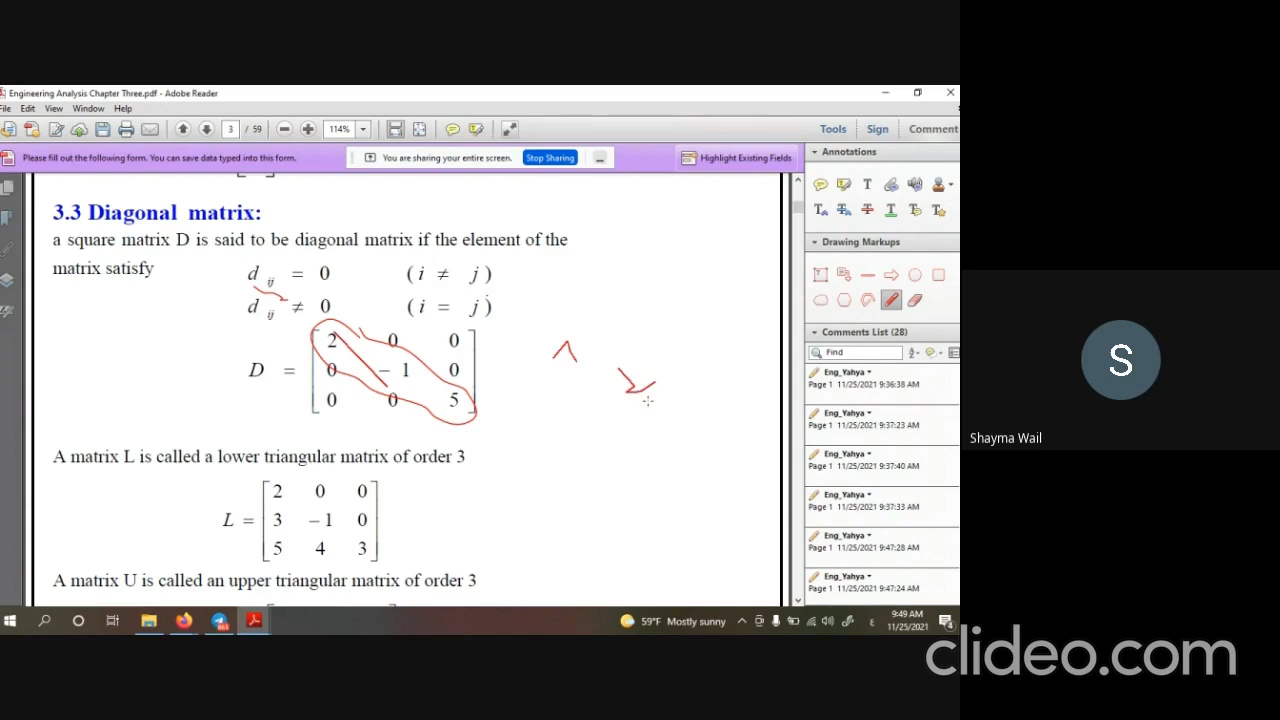 Engineering Analysis Chapter Three.pdf - Adobe Reader
File Edit View Window Help
3 / 59 114% Tools Sign Comment
Please fill out the following form. You can save data typed into this form.
You are sharing your entire screen. Stop Sharing
Highlight Existing Fields
3.3 Diagonal matrix:
a square matrix D is said to be diagonal matrix if the element of the
matrix satisfy
d ij = 0 ( i ≠ j )
d ij ≠ 0 ( i = j )
2 0 0
D = 0 - 1 0
0 0 5
A matrix L is called a lower triangular matrix of order 3
2 0 0
L = 3 -1 0
5 4 3
A matrix U is called an upper triangular matrix of order 3
Annotations
Drawing Markups
Comments List (28)
Find
Eng_Yahya
Page 1 11/25/2021 9:36:38 AM
Eng_Yahya
Page 1 11/25/2021 9:37:23 AM
Eng_Yahya
Page 1 11/25/2021 9:37:40 AM
Eng_Yahya
Page 1 11/25/2021 9:37:33 AM
Eng_Yahya
Page 1 11/25/2021 9:47:28 AM
Eng_Yahya
Page 1 11/25/2021 9:47:24 AM
S
Shayma Wail
59°F Mostly sunny
9:49 AM
11/25/2021
4
clideo.com